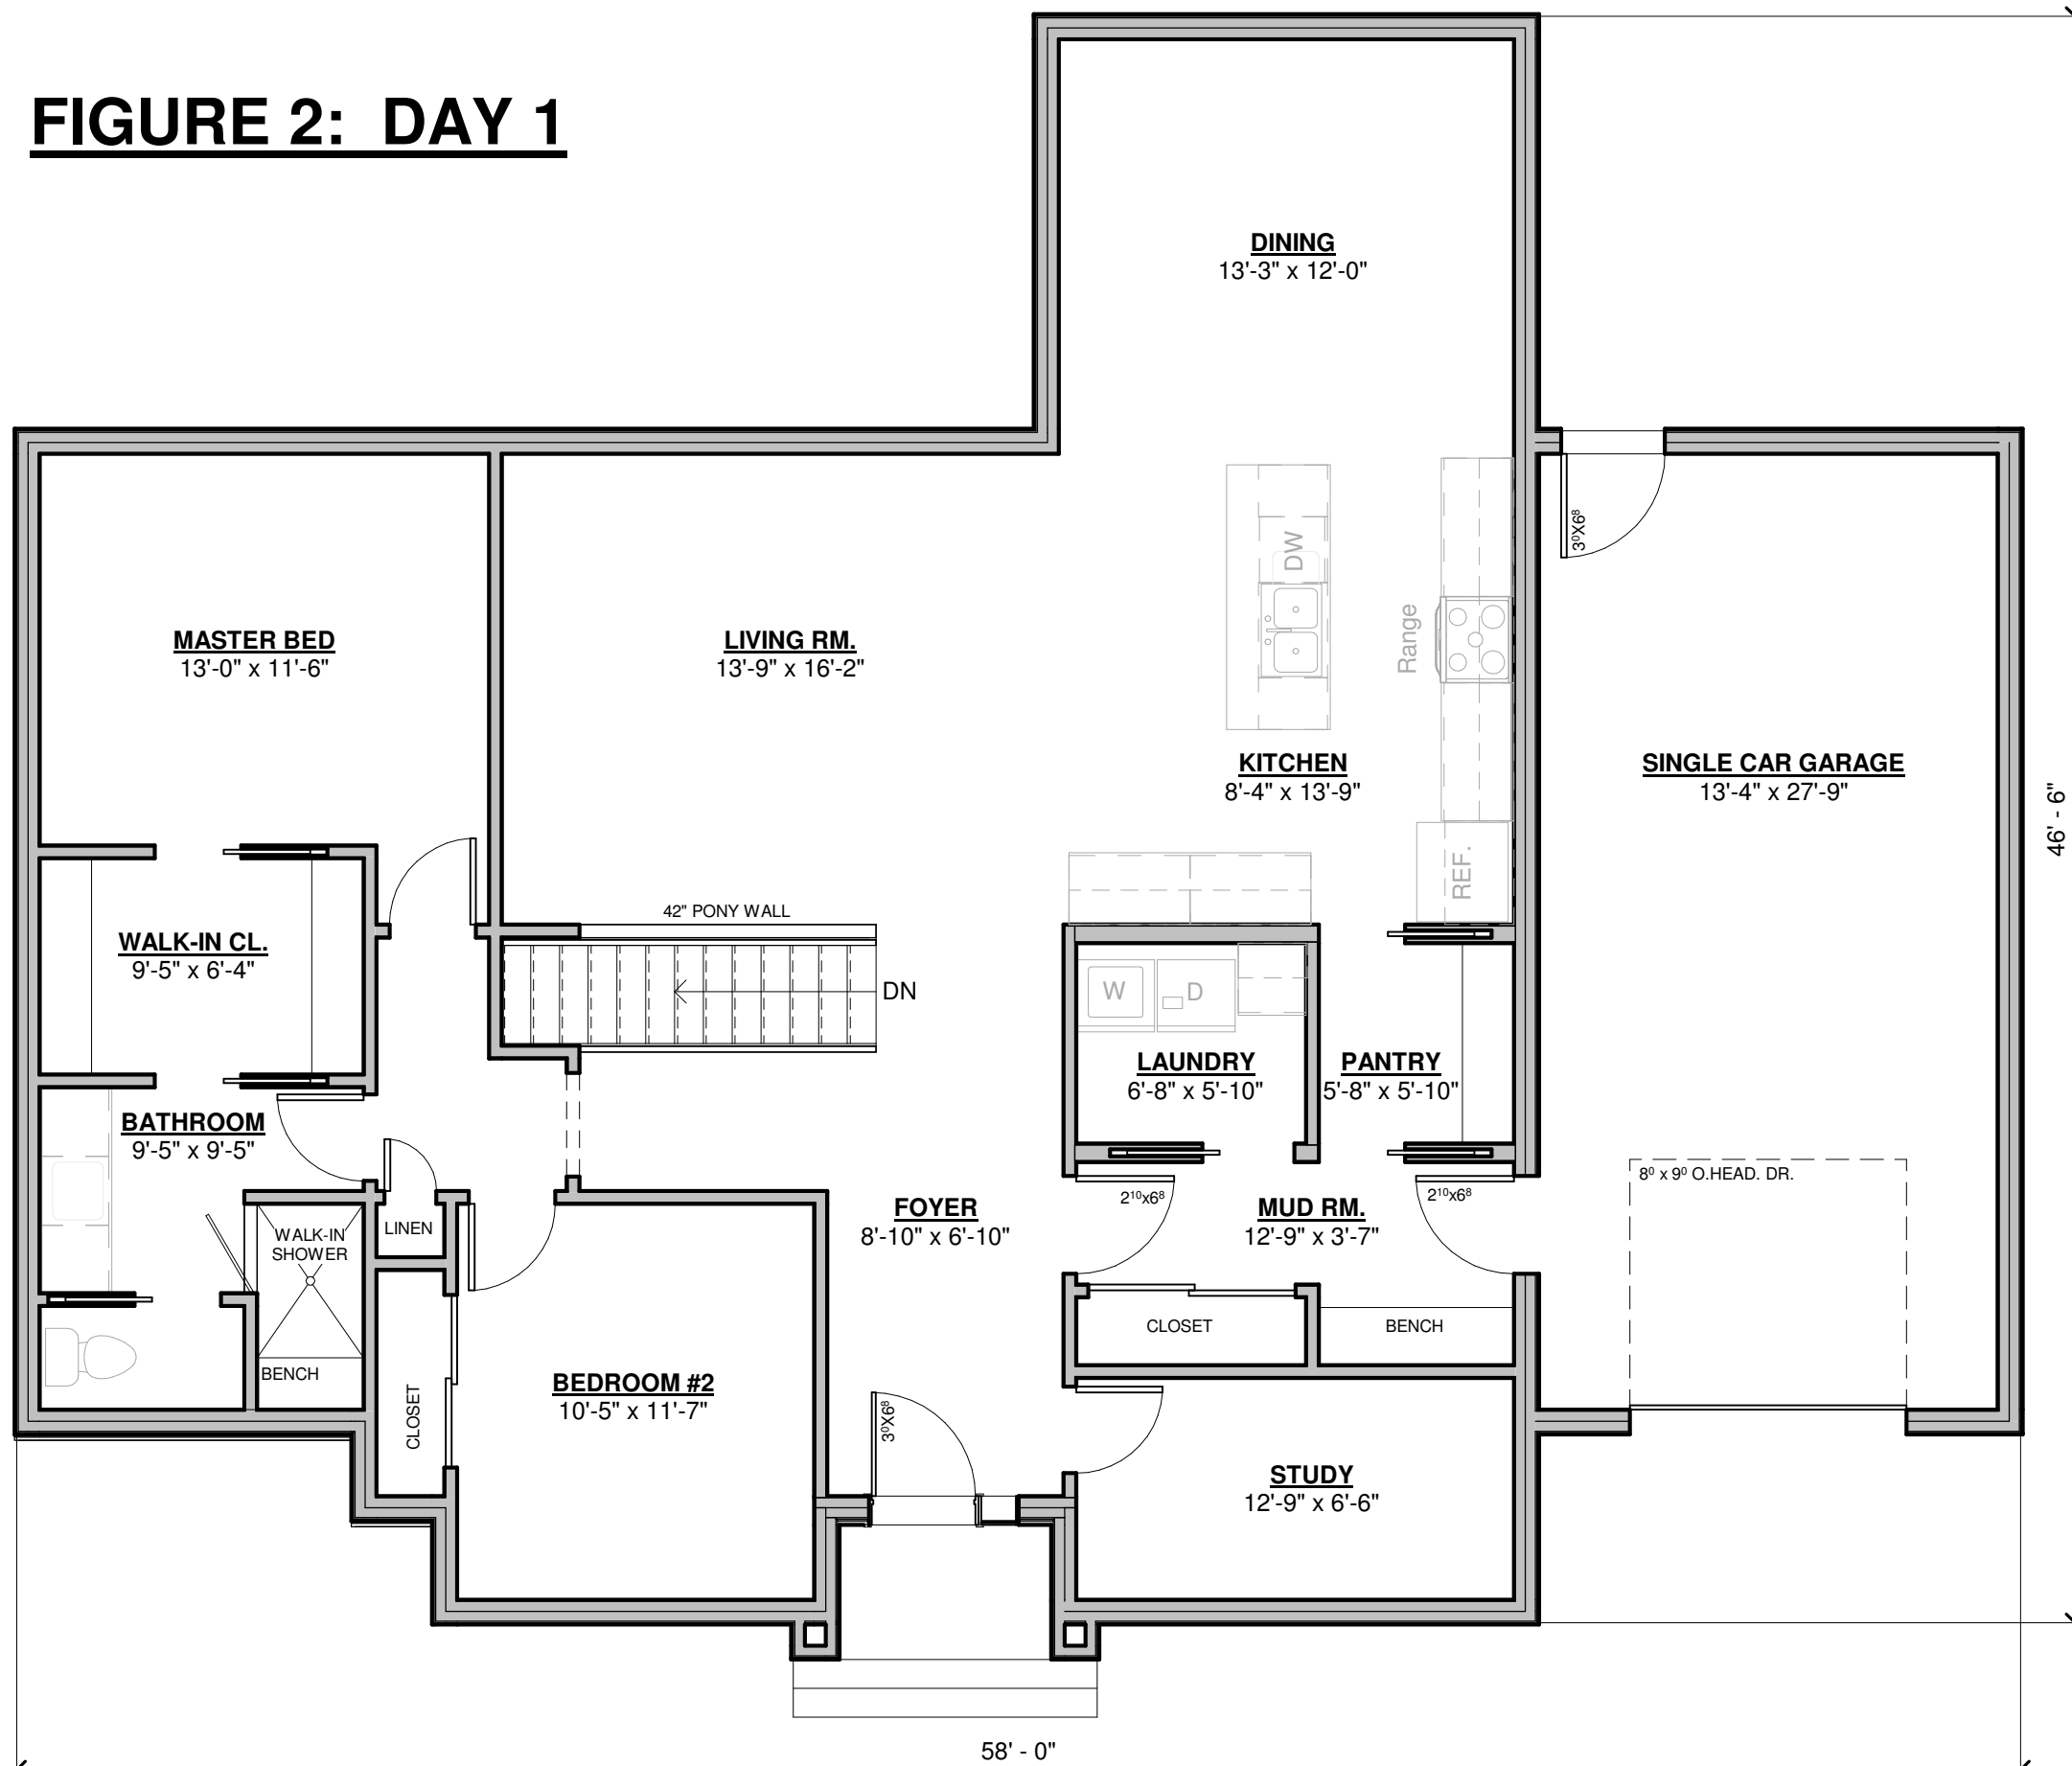 FIGURE 2: DAY 1
DINING
13'-3" x 12'-0"
MASTER BED
13'-0" x 11'-6"
LIVING RM.
13'-9" x 16'-2"
DW
Range
3⁰X6⁸
KITCHEN
8'-4" x 13'-9"
REF.
SINGLE CAR GARAGE
13'-4" x 27'-9"
46' - 6"
WALK-IN CL.
9'-5" x 6'-4"
42" PONY WALL
DN
W
D
LAUNDRY
6'-8" x 5'-10"
PANTRY
5'-8" x 5'-10"
BATHROOM
9'-5" x 9'-5"
8⁰ x 9⁰ O.HEAD. DR.
LINEN
WALK-IN
SHOWER
BENCH
FOYER
8'-10" x 6'-10"
2¹⁰x6⁸
MUD RM.
12'-9" x 3'-7"
2¹⁰x6⁸
CLOSET
BENCH
CLOSET
BEDROOM #2
10'-5" x 11'-7"
3⁰X6⁸
STUDY
12'-9" x 6'-6"
58' - 0"